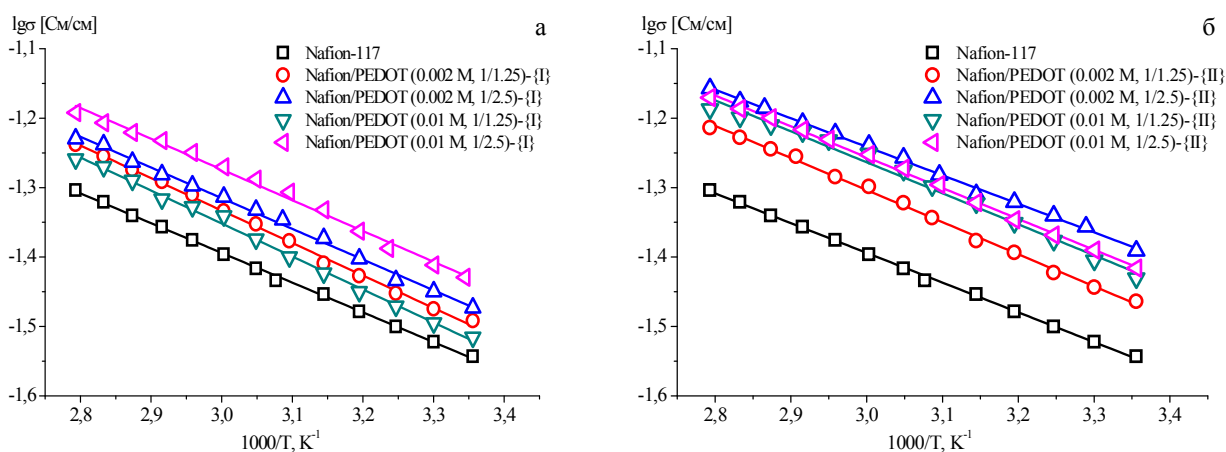 lgσ [См/см]
а
-1,1
-1,2
-1,3
-1,4
-1,5
-1,6
Nafion-117
Nafion/PEDOT (0.002 M, 1/1.25)-{I}
Nafion/PEDOT (0.002 M, 1/2.5)-{I}
Nafion/PEDOT (0.01 M, 1/1.25)-{I}
Nafion/PEDOT (0.01 M, 1/2.5)-{I}
2,8 2,9 3,0 3,1 3,2 3,3 3,4
1000/T, K⁻¹
lgσ [См/см]
б
-1,1
-1,2
-1,3
-1,4
-1,5
-1,6
Nafion-117
Nafion/PEDOT (0.002 M, 1/1.25)-{II}
Nafion/PEDOT (0.002 M, 1/2.5)-{II}
Nafion/PEDOT (0.01 M, 1/1.25)-{II}
Nafion/PEDOT (0.01 M, 1/2.5)-{II}
2,8 2,9 3,0 3,1 3,2 3,3 3,4
1000/T, K⁻¹